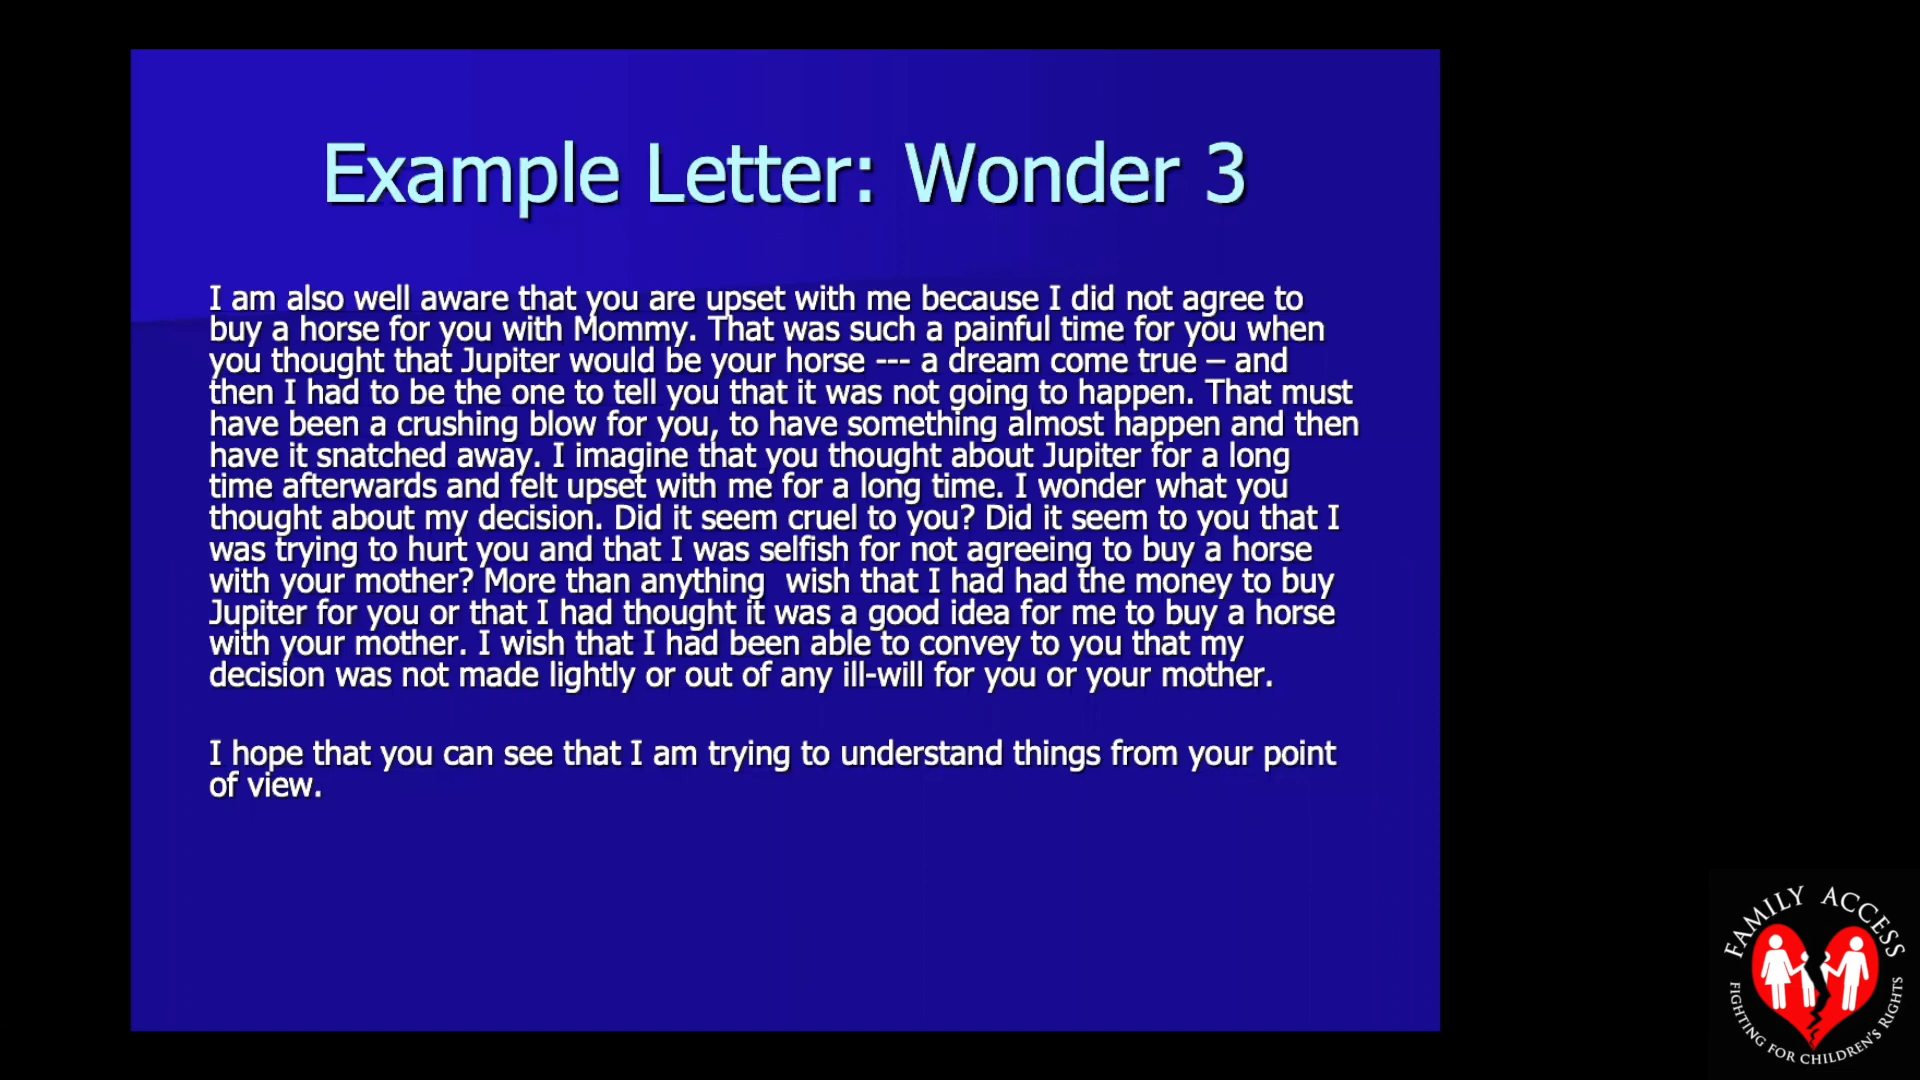 Example Letter: Wonder 3
I am also well aware that you are upset with me because I did not agree to
buy a horse for you with Mommy. That was such a painful time for you when
you thought that Jupiter would be your horse --- a dream come true – and
then I had to be the one to tell you that it was not going to happen. That must
have been a crushing blow for you, to have something almost happen and then
have it snatched away. I imagine that you thought about Jupiter for a long
time afterwards and felt upset with me for a long time. I wonder what you
thought about my decision. Did it seem cruel to you? Did it seem to you that I
was trying to hurt you and that I was selfish for not agreeing to buy a horse
with your mother? More than anything  wish that I had had the money to buy
Jupiter for you or that I had thought it was a good idea for me to buy a horse
with your mother. I wish that I had been able to convey to you that my
decision was not made lightly or out of any ill-will for you or your mother.
I hope that you can see that I am trying to understand things from your point
of view.
FAMILY ACCESS
FIGHTING FOR CHILDREN'S RIGHTS